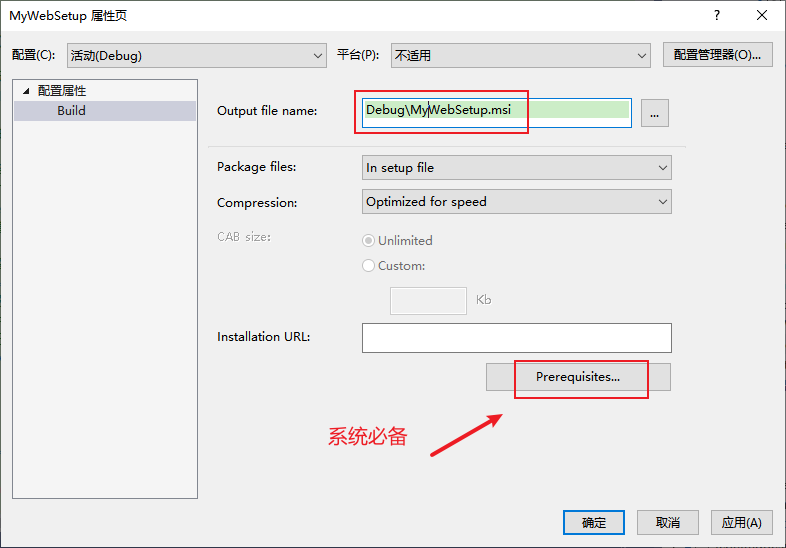 MyWebSetup 属性页
配置(C): 活动(Debug) 平台(P): 不适用 配置管理器(O)...
配置属性
Build
Output file name: Debug\MyWebSetup.msi ...
Package files: In setup file
Compression: Optimized for speed
CAB size: Unlimited
Custom:
Kb
Installation URL:
Prerequisites...
系统必备
确定 取消 应用(A)